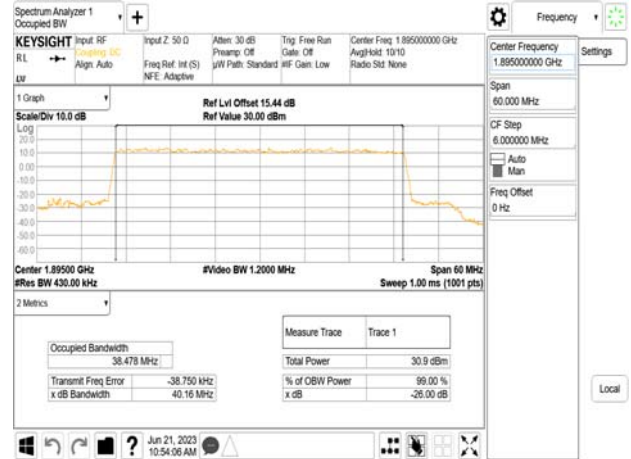 Spectrum Analyzer 1
Occupied BW
Frequency
KEYSIGHT
Input: RF
Coupling: DC
Align: Auto
Input Z: 50 Ω
Freq Ref: Int (S)
NFE: Adaptive
Atten: 30 dB
Preamp: Off
µW Path: Standard
Trig: Free Run
Gate: Off
#IF Gain: Low
Center Freq: 1.895000000 GHz
Avg|Hold: 10/10
Radio Std: None
RL
Center Frequency
1.895000000 GHz
Settings
Span
60.000 MHz
CF Step
6.000000 MHz
Auto
Man
Freq Offset
0 Hz
Local
1 Graph
Scale/Div 10.0 dB
Ref Lvl Offset 15.44 dB
Ref Value 30.00 dBm
Log
20.0
10.0
0.00
-10.0
-20.0
-30.0
-40.0
-50.0
-60.0
Center 1.89500 GHz
#Res BW 430.00 kHz
#Video BW 1.2000 MHz
Span 60 MHz
Sweep 1.00 ms (1001 pts)
2 Metrics
Measure Trace Trace 1
Occupied Bandwidth
38.478 MHz
Total Power 30.9 dBm
Transmit Freq Error -38.750 kHz
% of OBW Power 99.00 %
x dB Bandwidth 40.16 MHz
x dB -26.00 dB
Jun 21, 2023
10:54:06 AM